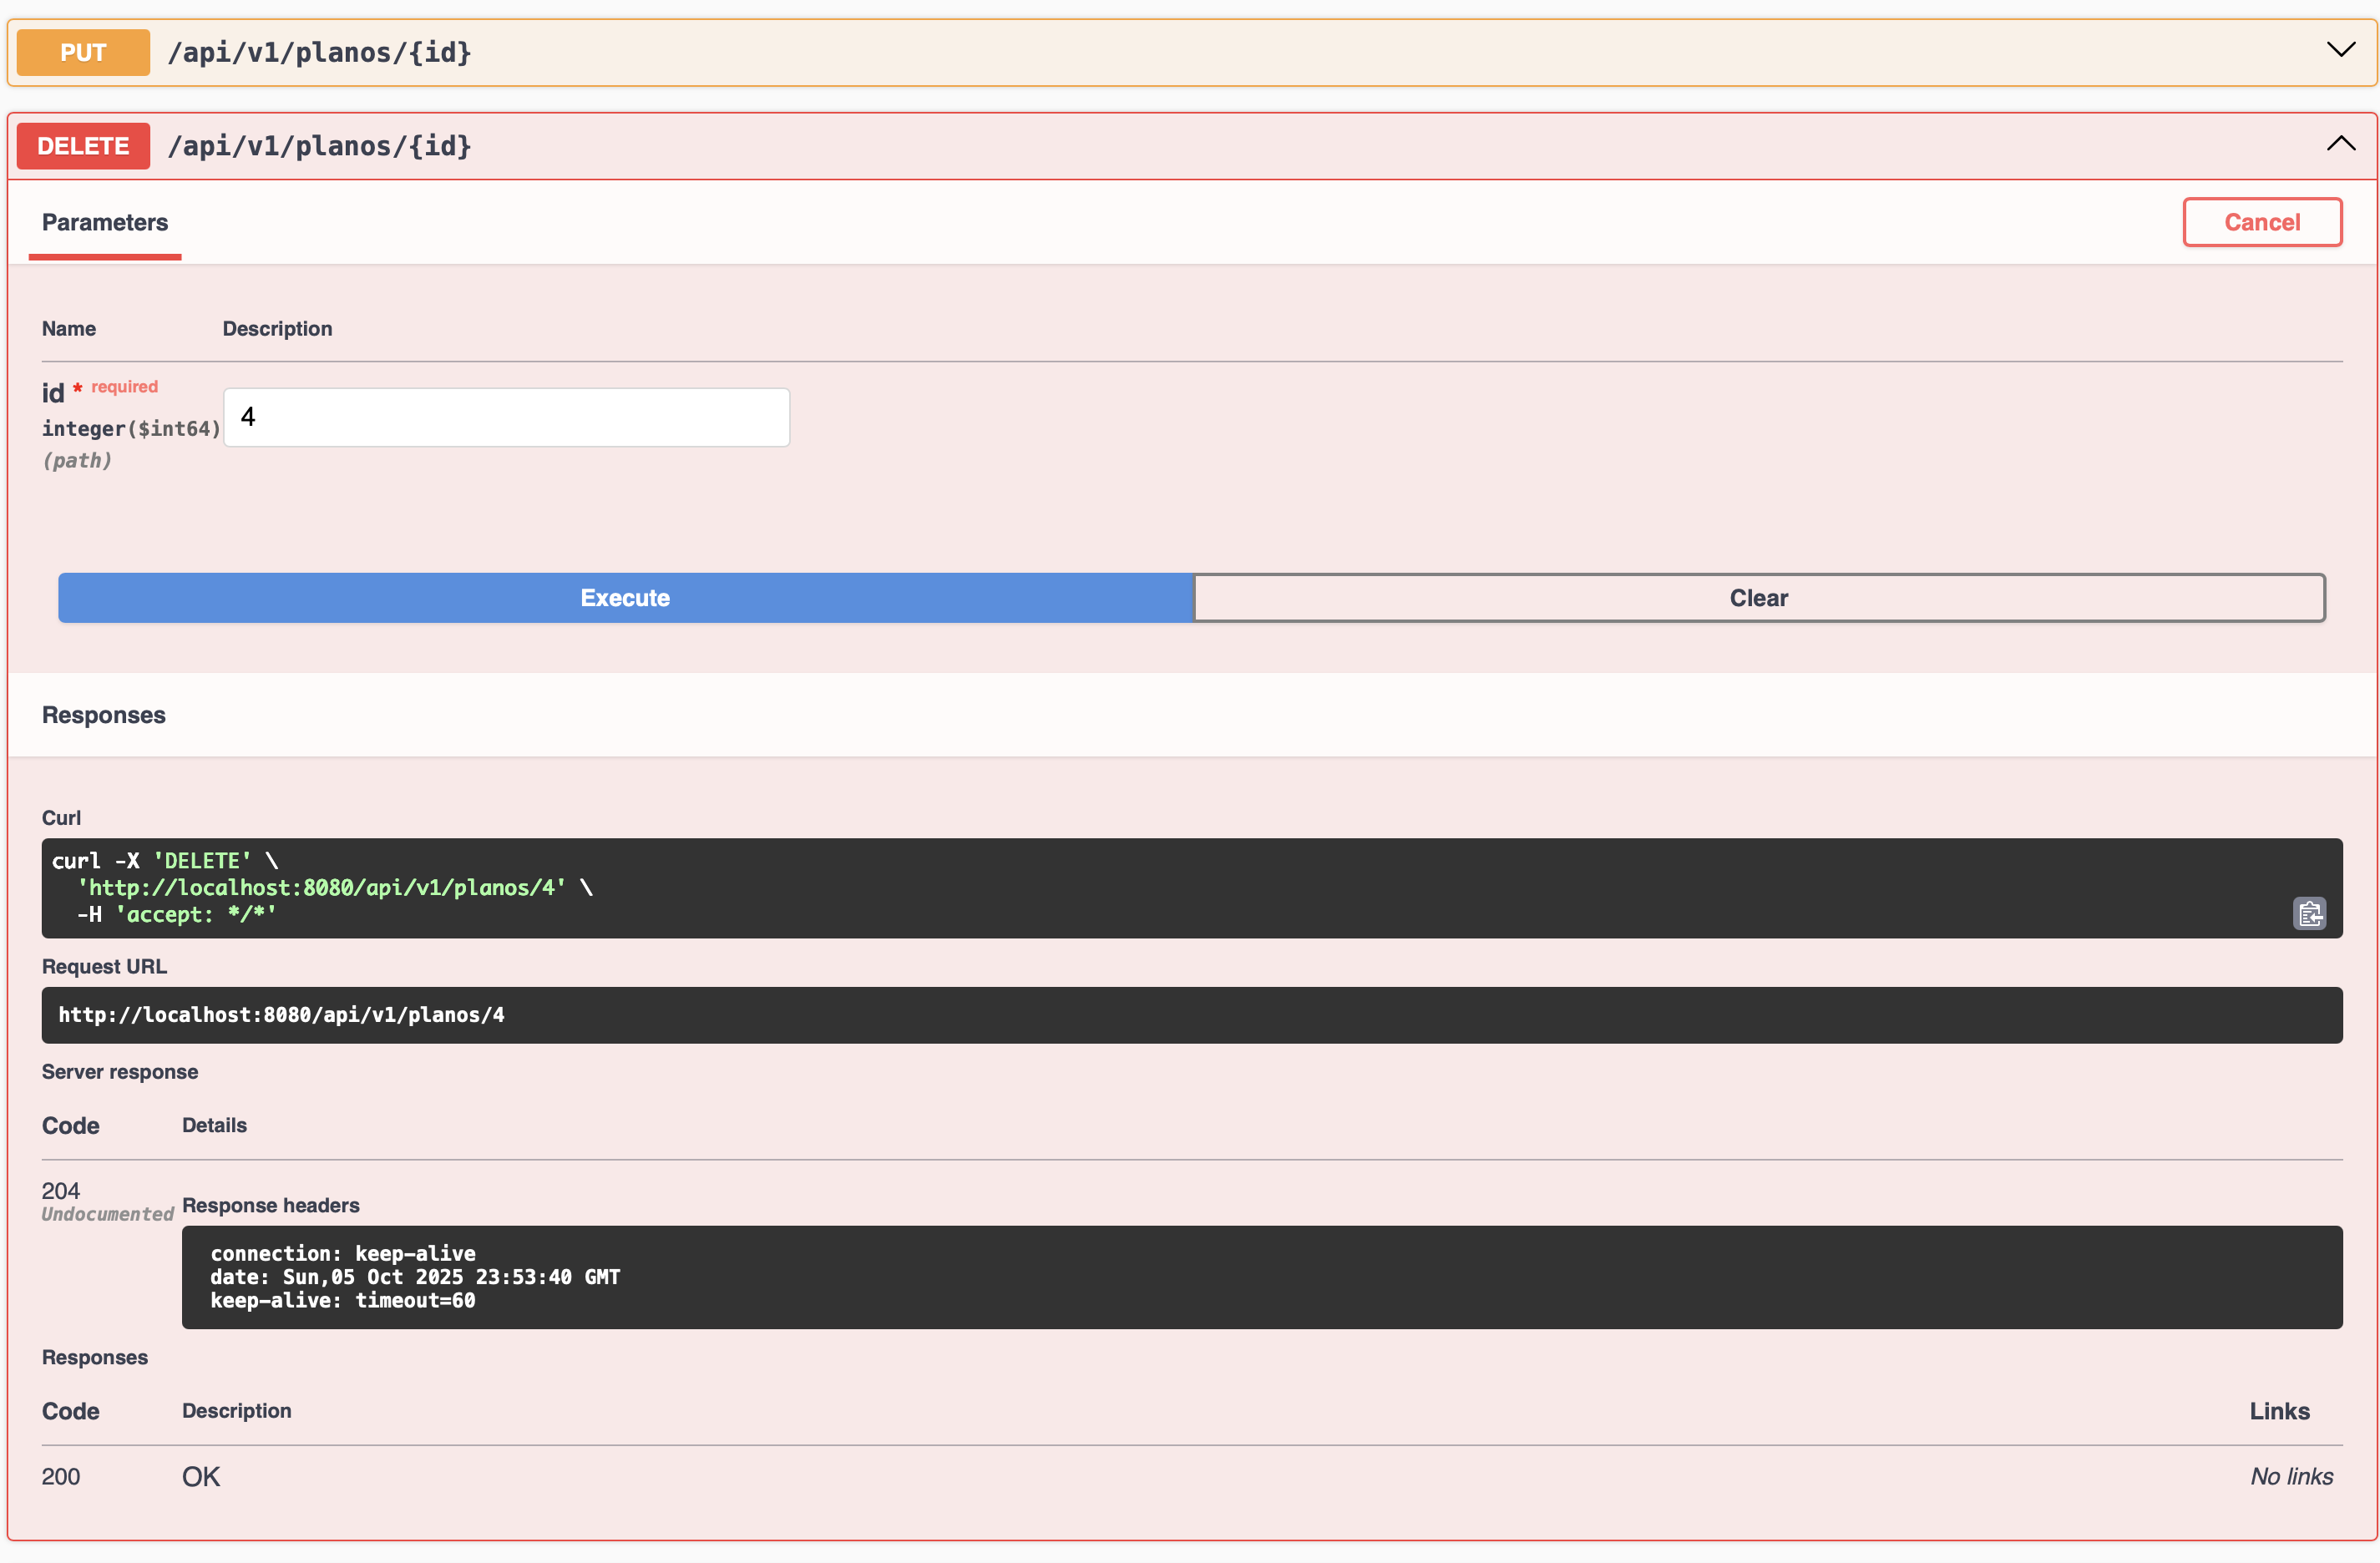 PUT /api/v1/planos/{id}
DELETE /api/v1/planos/{id}
Parameters
Cancel
Name Description
id * required
integer($int64)
(path)
4
Execute
Clear
Responses
Curl
curl -X 'DELETE' \
'http://localhost:8080/api/v1/planos/4' \
-H 'accept: */*'
Request URL
http://localhost:8080/api/v1/planos/4
Server response
Code Details
204
Undocumented
Response headers
connection: keep-alive
date: Sun,05 Oct 2025 23:53:40 GMT
keep-alive: timeout=60
Responses
Code Description Links
200 OK No links